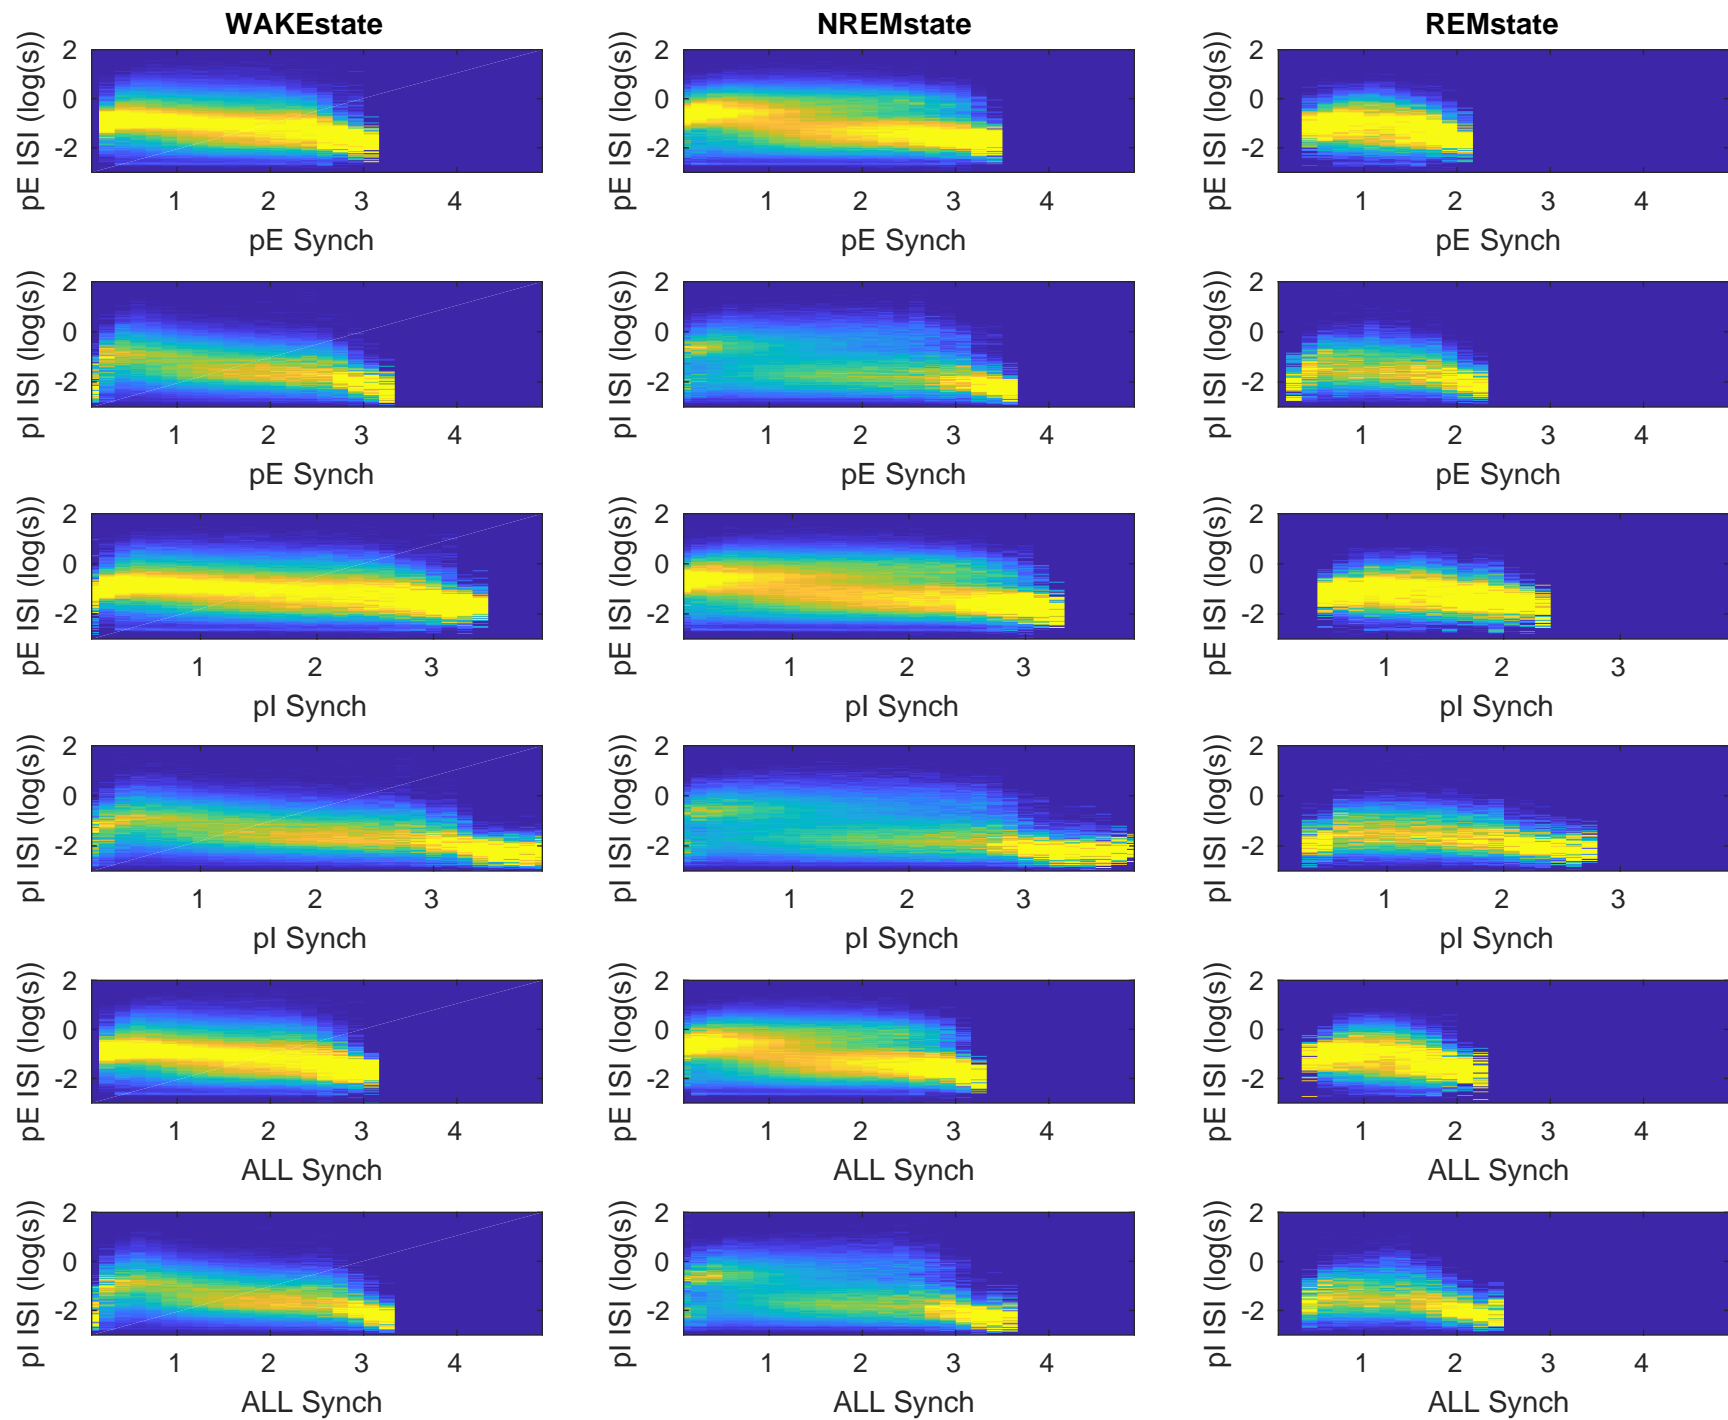 WAKEstate NREMstate REMstate
pE ISI (log(s)) 2 0 -2 pE ISI (log(s)) 2 0 -2 pE ISI (log(s)) 2 0 -2
1 2 3 4 1 2 3 4 1 2 3 4
pE Synch pE Synch pE Synch
pI ISI (log(s)) 2 0 -2 pI ISI (log(s)) 2 0 -2 pI ISI (log(s)) 2 0 -2
1 2 3 4 1 2 3 4 1 2 3 4
pE Synch pE Synch pE Synch
pE ISI (log(s)) 2 0 -2 pE ISI (log(s)) 2 0 -2 pE ISI (log(s)) 2 0 -2
1 2 3 1 2 3 1 2 3
pI Synch pI Synch pI Synch
pI ISI (log(s)) 2 0 -2 pI ISI (log(s)) 2 0 -2 pI ISI (log(s)) 2 0 -2
1 2 3 1 2 3 1 2 3
pI Synch pI Synch pI Synch
pE ISI (log(s)) 2 0 -2 pE ISI (log(s)) 2 0 -2 pE ISI (log(s)) 2 0 -2
1 2 3 4 1 2 3 4 1 2 3 4
ALL Synch ALL Synch ALL Synch
pI ISI (log(s)) 2 0 -2 pI ISI (log(s)) 2 0 -2 pI ISI (log(s)) 2 0 -2
1 2 3 4 1 2 3 4 1 2 3 4
ALL Synch ALL Synch ALL Synch